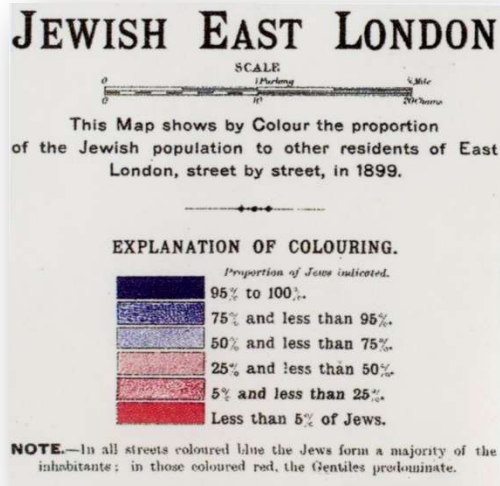 JEWISH EAST LONDON
SCALE
0 1 Furlong ¼ Mile
0 10 20 Chains
This Map shows by Colour the proportion
of the Jewish population to other residents of East
London, street by street, in 1899.
EXPLANATION OF COLOURING.
Proportion of Jews indicated.
95% to 100%.
75% and less than 95%.
50% and less than 75%.
25% and less than 50%.
5% and less than 25%.
Less than 5% of Jews.
NOTE.—In all streets coloured blue the Jews form a majority of the
inhabitants; in those coloured red, the Gentiles predominate.